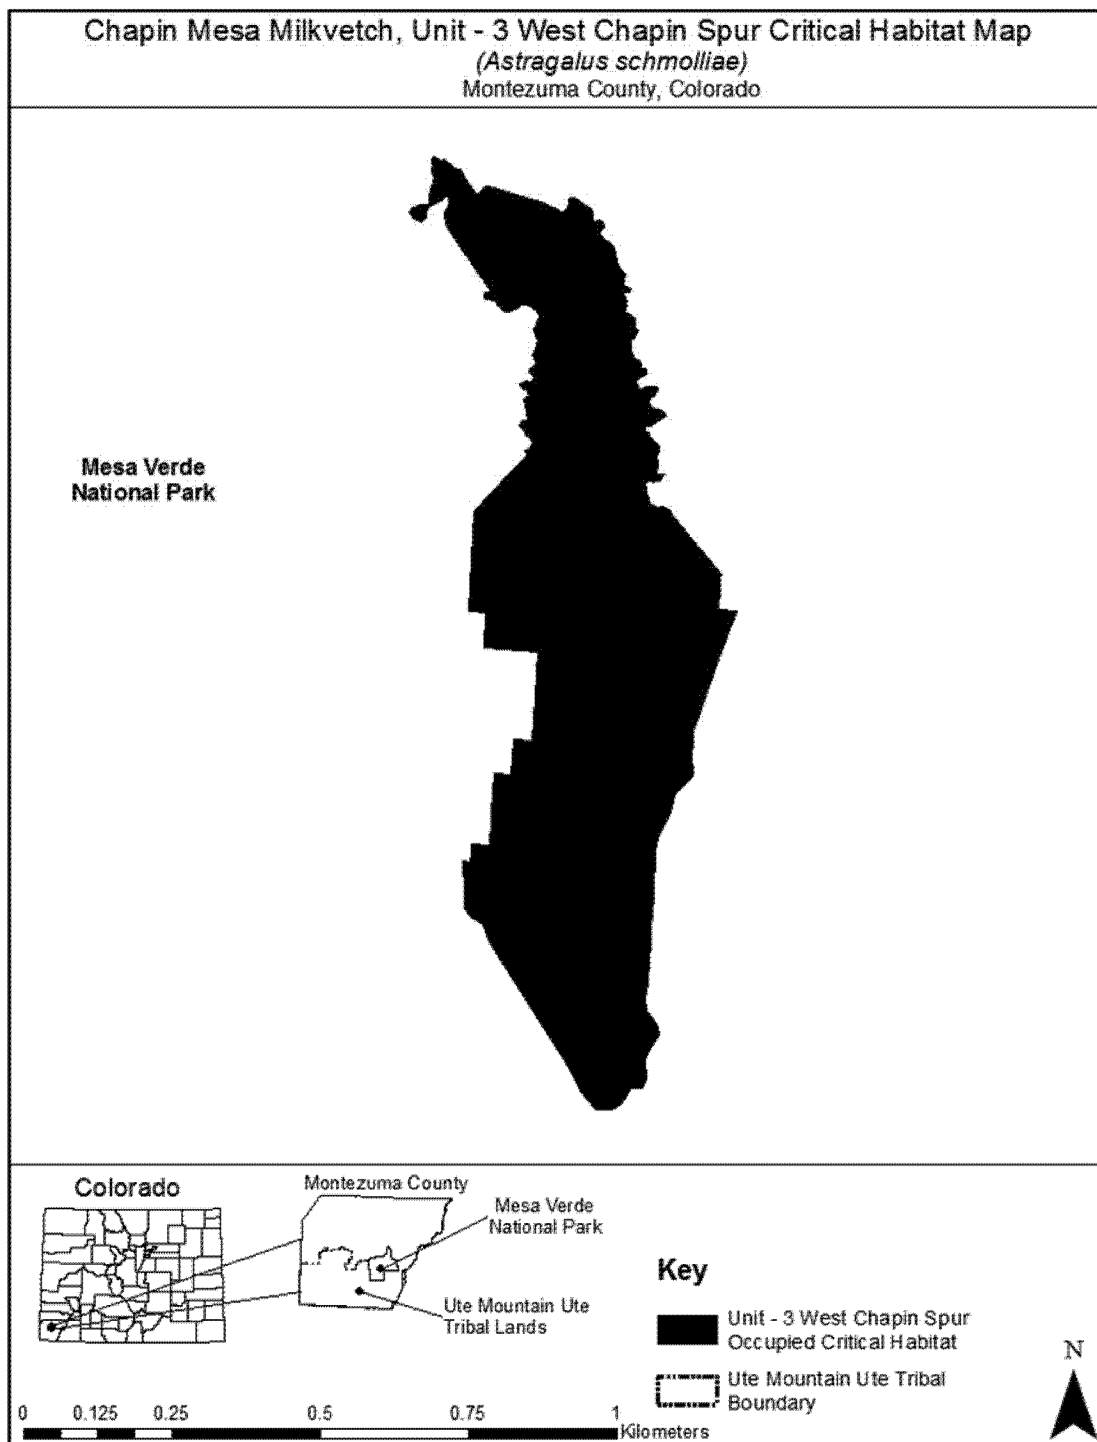 Chapin Mesa Milkvetch, Unit - 3 West Chapin Spur Critical Habitat Map
(Astragalus schmolliae)
Montezuma County, Colorado
Mesa Verde
National Park
Colorado
Montezuma County
Mesa Verde
National Park
Ute Mountain Ute
Tribal Lands
Key
Unit - 3 West Chapin Spur
Occupied Critical Habitat
Ute Mountain Ute Tribal
Boundary
N
0 0.125 0.25 0.5 0.75 1
Kilometers